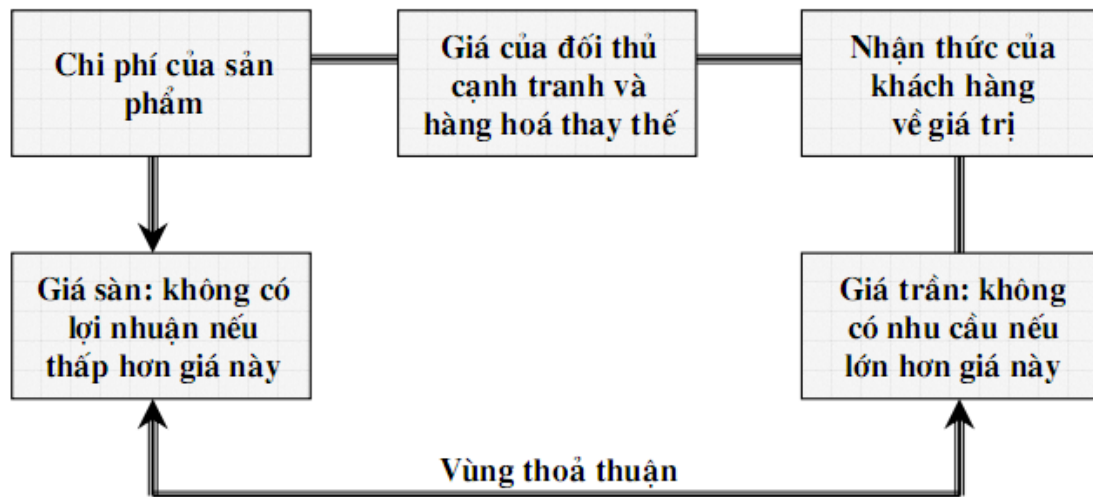 Chi phí của sản
phẩm
Giá của đối thủ
cạnh tranh và
hàng hoá thay thế
Nhận thức của
khách hàng
về giá trị
Giá sàn: không có
lợi nhuận nếu
thấp hơn giá này
Giá trần: không
có nhu cầu nếu
lớn hơn giá này
Vùng thoả thuận